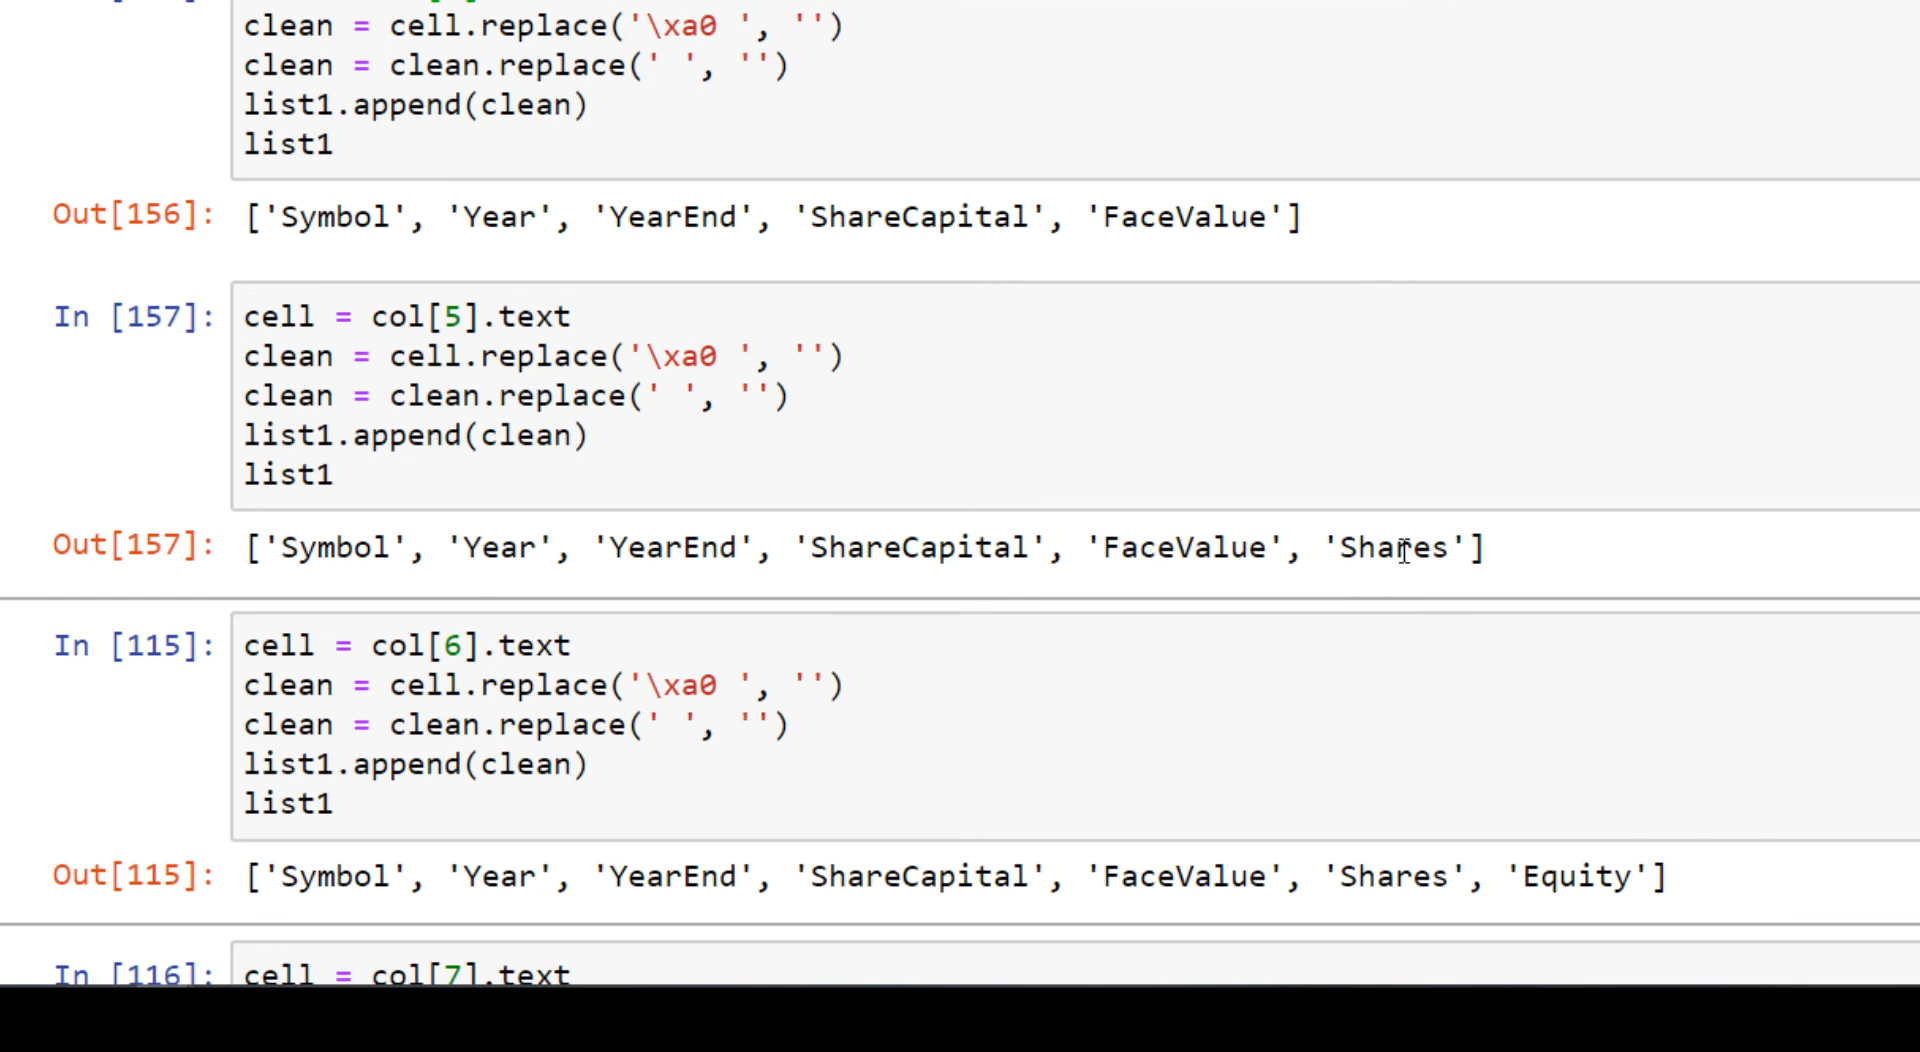 clean = cell.replace('\xa0 ', '')
clean = clean.replace(' ', '')
list1.append(clean)
list1
Out[156]: ['Symbol', 'Year', 'YearEnd', 'ShareCapital', 'FaceValue']
In [157]: cell = col[5].text
clean = cell.replace('\xa0 ', '')
clean = clean.replace(' ', '')
list1.append(clean)
list1
Out[157]: ['Symbol', 'Year', 'YearEnd', 'ShareCapital', 'FaceValue', 'Shares']
In [115]: cell = col[6].text
clean = cell.replace('\xa0 ', '')
clean = clean.replace(' ', '')
list1.append(clean)
list1
Out[115]: ['Symbol', 'Year', 'YearEnd', 'ShareCapital', 'FaceValue', 'Shares', 'Equity']
In [116]: cell = col[7].text